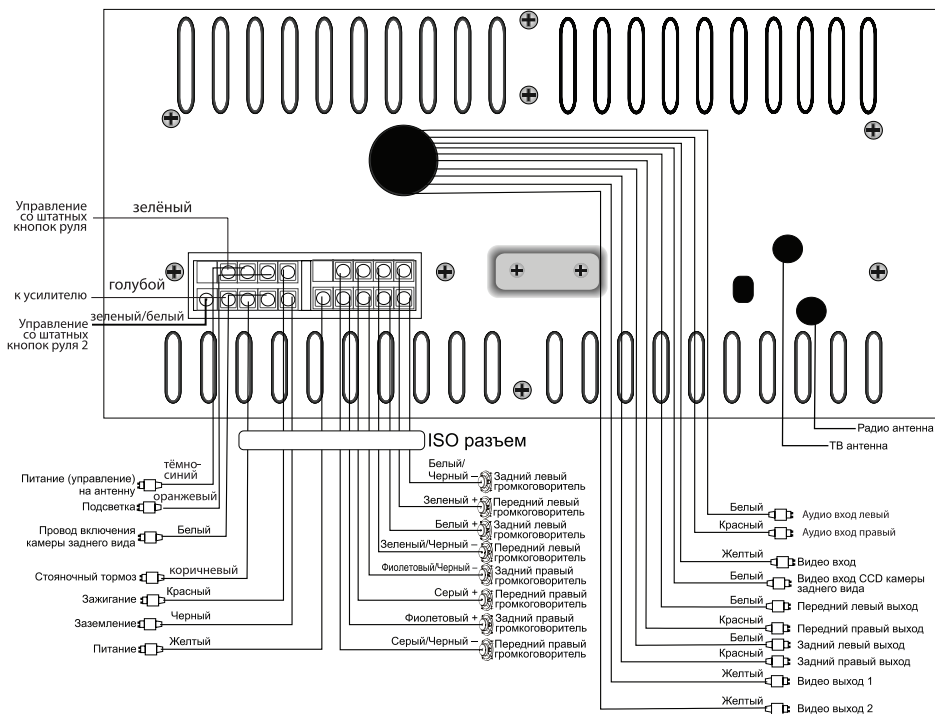 Управление
со штатных
кнопок руля
зелёный
голубой
к усилителю
зеленый/белый
Управление
со штатных
кнопок руля 2
ISO разъем
Радио антенна
ТВ антенна
тёмно-
синий
Питание (управление)
на антенну
оранжевый
Подсветка
Провод включения
камеры заднего вида
Белый
Стояночный тормоз
коричневый
Зажигание
Красный
Заземление
Черный
Питание
Желтый
Белый/
Черный –
Задний левый
громкоговоритель
Зеленый +
Передний левый
громкоговоритель
Белый +
Задний левый
громкоговоритель
Зеленый/Черный –
Передний левый
громкоговоритель
Фиолетовый/Черный –
Задний правый
громкоговоритель
Серый +
Передний правый
громкоговоритель
Фиолетовый +
Задний правый
громкоговоритель
Серый/Черный –
Передний правый
громкоговоритель
Белый
Аудио вход левый
Красный
Аудио вход правый
Желтый
Видео вход
Белый
Видео вход CCD камеры
заднего вида
Белый
Передний левый выход
Красный
Передний правый выход
Белый
Задний левый выход
Красный
Задний правый выход
Желтый
Видео выход 1
Желтый
Видео выход 2